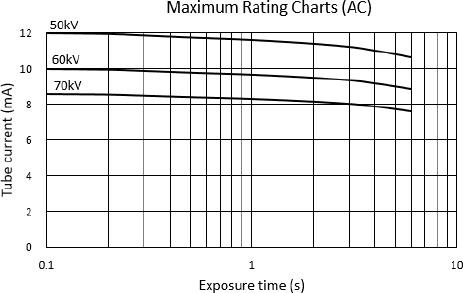 Maximum Rating Charts (AC)
12
10
8
6
4
2
0
Tube current (mA)
50kV
60kV
70kV
0.1
1
10
Exposure time (s)